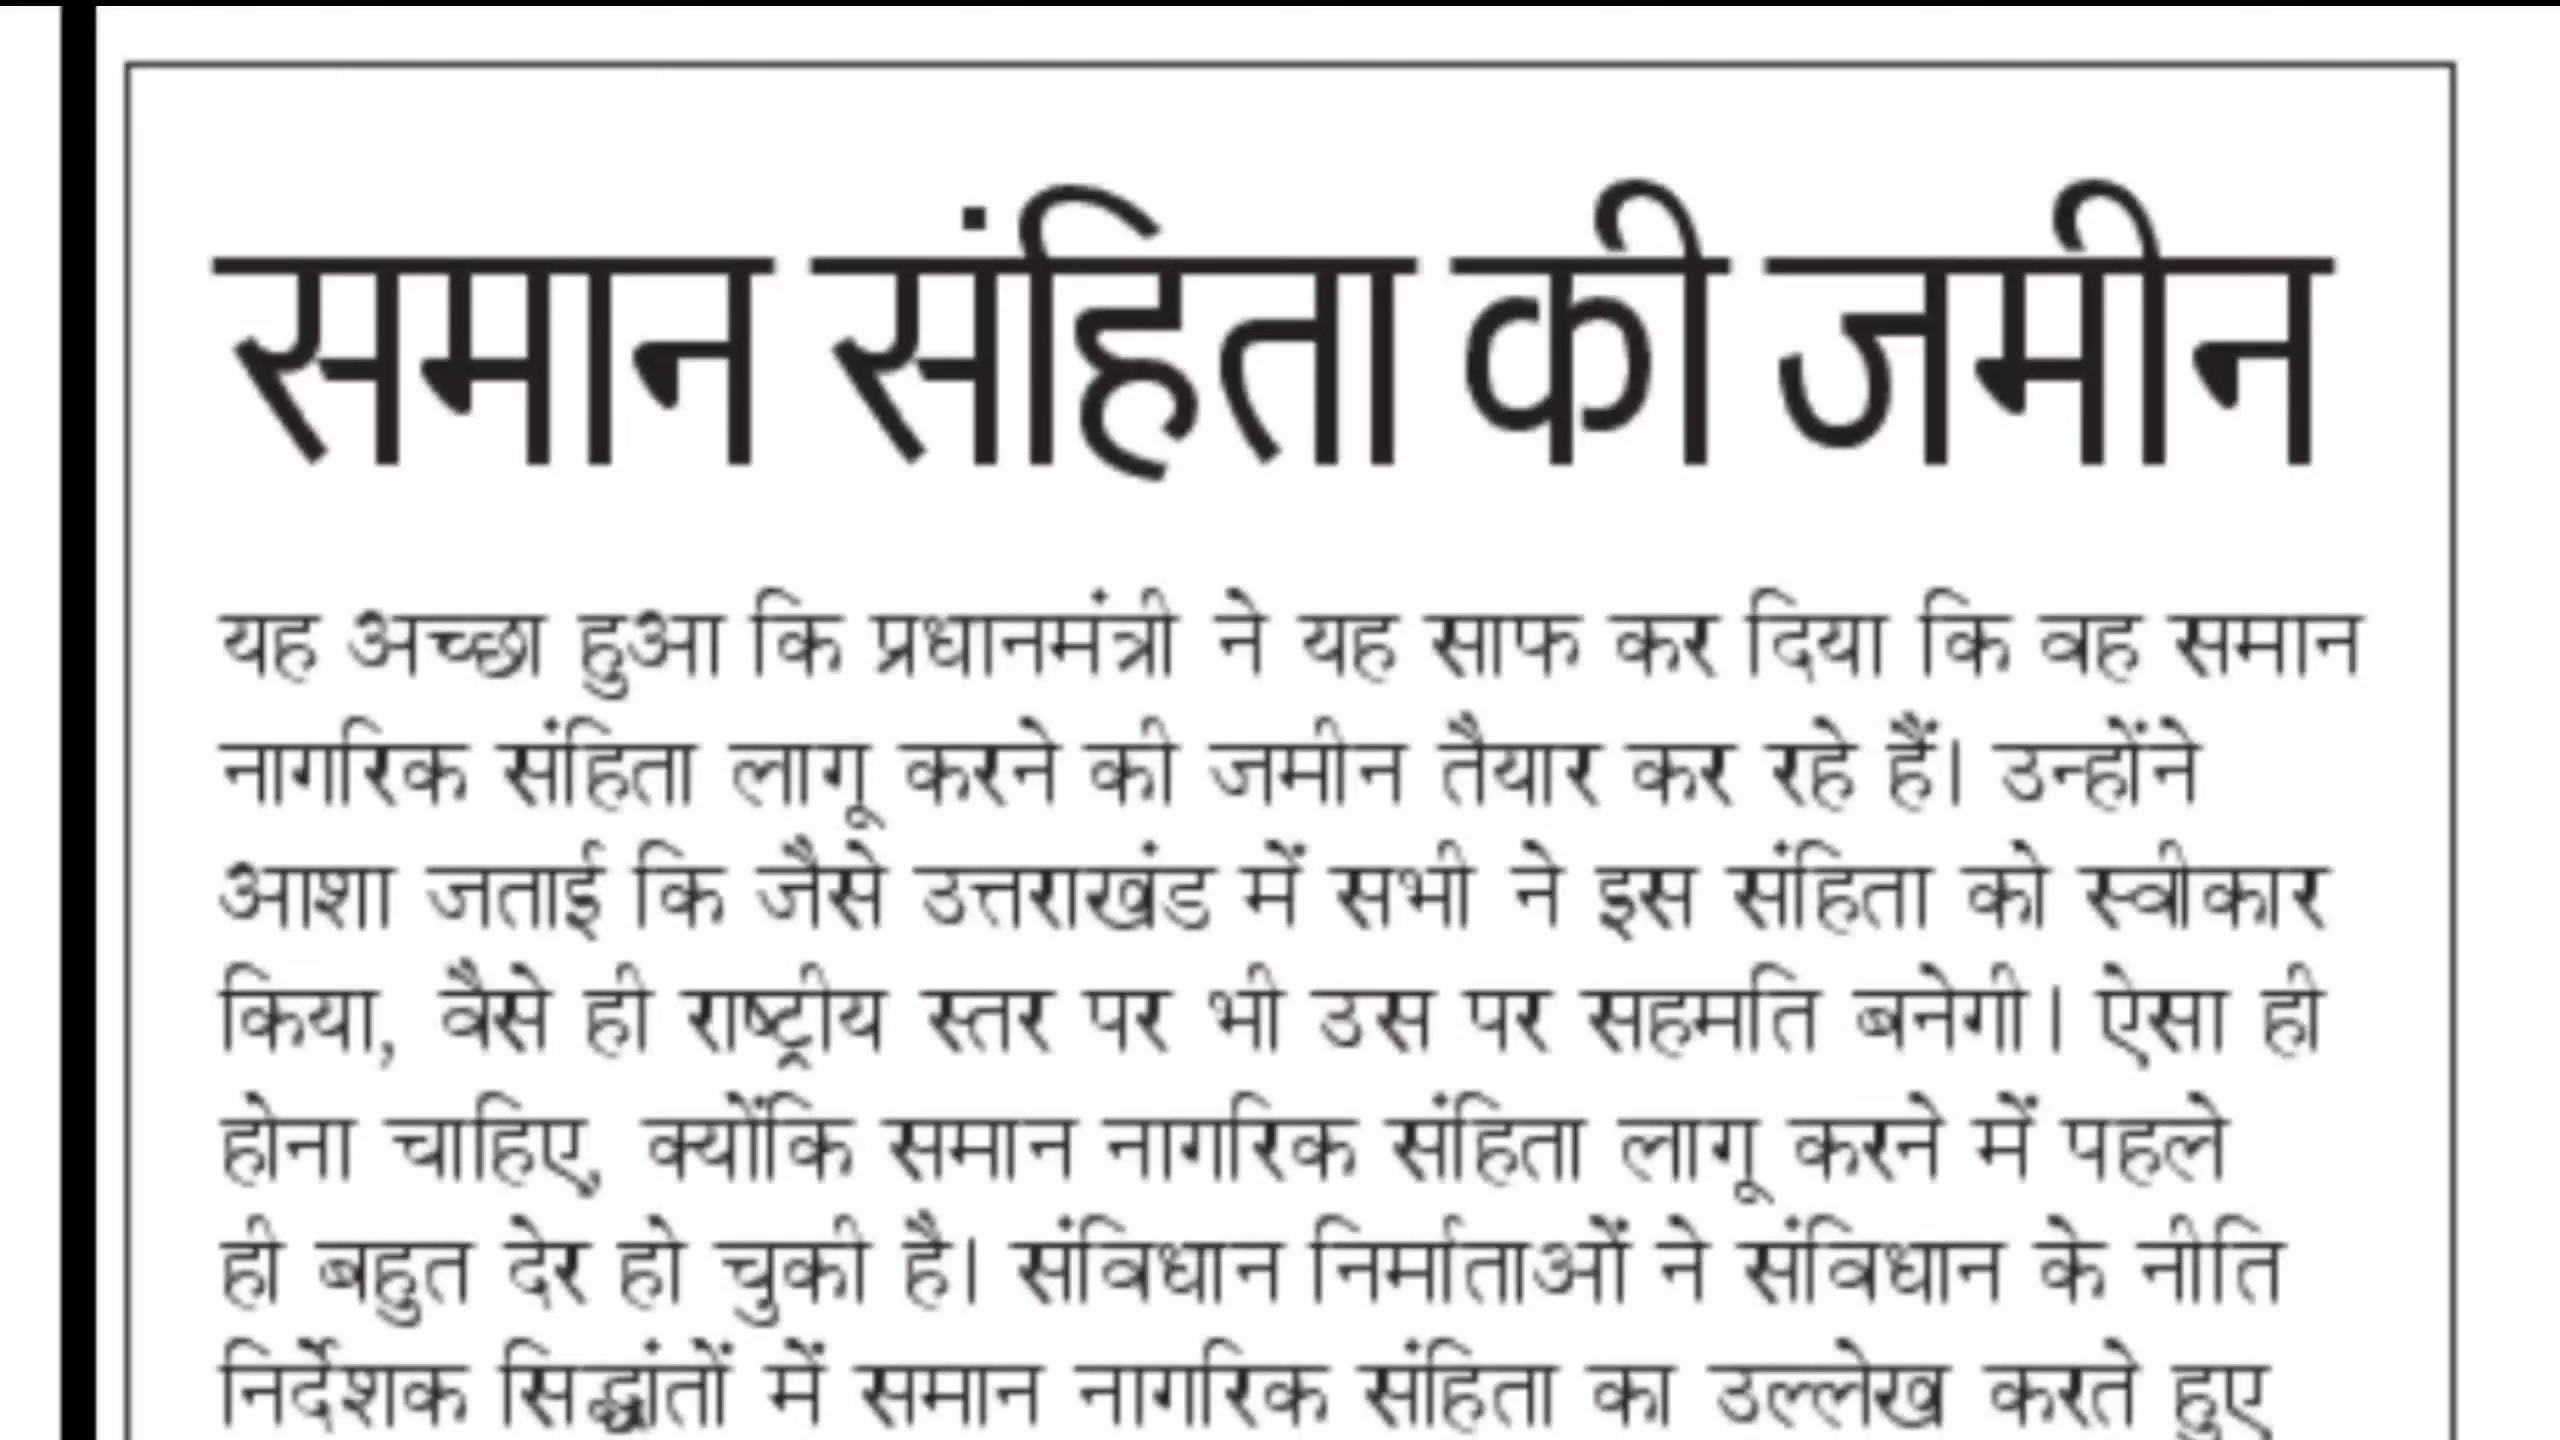 समान संहिता की जमीन
यह अच्छा हुआ कि प्रधानमंत्री ने यह साफ कर दिया कि वह समान
नागरिक संहिता लागू करने की जमीन तैयार कर रहे हैं। उन्होंने
आशा जताई कि जैसे उत्तराखंड में सभी ने इस संहिता को स्वीकार
किया, वैसे ही राष्ट्रीय स्तर पर भी उस पर सहमति बनेगी। ऐसा ही
होना चाहिए, क्योंकि समान नागरिक संहिता लागू करने में पहले
ही बहुत देर हो चुकी है। संविधान निर्माताओं ने संविधान के नीति
निर्देशक सिद्धांतों में समान नागरिक संहिता का उल्लेख करते हुए